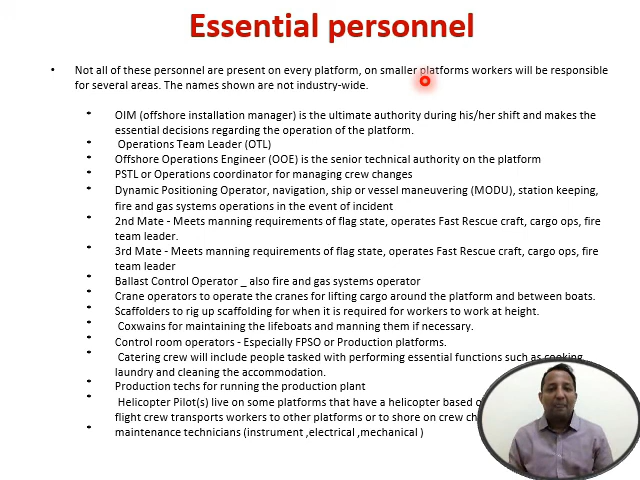 Essential personnel
• Not all of these personnel are present on every platform, on smaller platforms workers will be responsible
for several areas. The names shown are not industry-wide.
• OIM (offshore installation manager) is the ultimate authority during his/her shift and makes the
essential decisions regarding the operation of the platform.
• Operations Team Leader (OTL)
• Offshore Operations Engineer (OOE) is the senior technical authority on the platform
• PSTL or Operations coordinator for managing crew changes
• Dynamic Positioning Operator, navigation, ship or vessel maneuvering (MODU), station keeping,
fire and gas systems operations in the event of incident
• 2nd Mate - Meets manning requirements of flag state, operates Fast Rescue craft, cargo ops, fire
team leader.
• 3rd Mate - Meets manning requirements of flag state, operates Fast Rescue craft, cargo ops, fire
team leader
• Ballast Control Operator _ also fire and gas systems operator
• Crane operators to operate the cranes for lifting cargo around the platform and between boats.
• Scaffolders to rig up scaffolding for when it is required for workers to work at height.
• Coxwains for maintaining the lifeboats and manning them if necessary.
• Control room operators - Especially FPSO or Production platforms.
• Catering crew will include people tasked with performing essential functions such as cooking,
laundry and cleaning the accommodation.
• Production techs for running the production plant
• Helicopter Pilot(s) live on some platforms that have a helicopter based
flight crew transports workers to other platforms or to shore on crew
• maintenance technicians (instrument ,electrical ,mechanical )